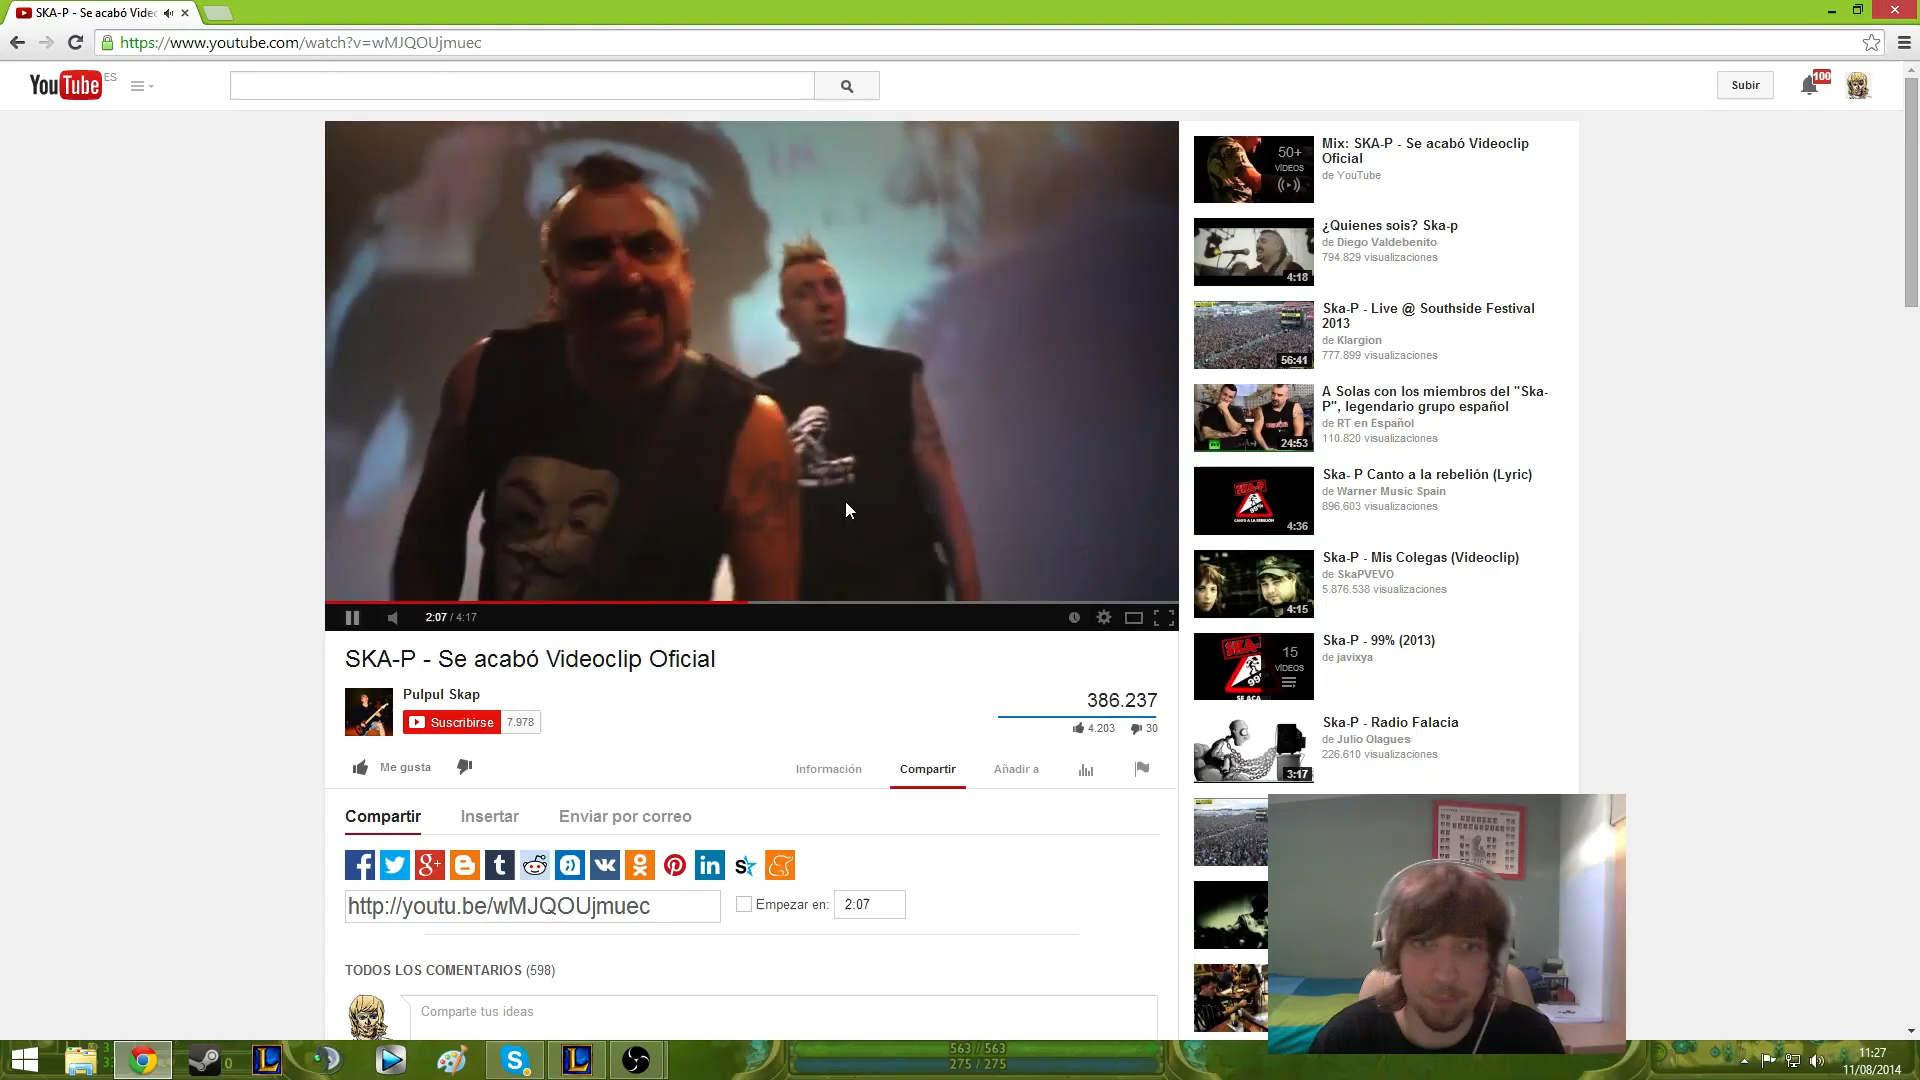 SKA-P - Se acabó Videc
https://www.youtube.com/watch?v=wMJQOUjmuec
YouTube ES
Subir
100
Mix: SKA-P - Se acabó Videoclip
Oficial
de YouTube
50+
VÍDEOS
¿Quienes sois? Ska-p
de Diego Valdebenito
794.829 visualizaciones
4:18
Ska-P - Live @ Southside Festival
2013
de Klargion
777.899 visualizaciones
56:41
A Solas con los miembros del "Ska-
P", legendario grupo español
de RT en Español
110.820 visualizaciones
24:53
Ska- P Canto a la rebelión (Lyric)
de Warner Music Spain
896.603 visualizaciones
4:36
Ska-P - Mis Colegas (Videoclip)
de SkaPVEVO
5.876.538 visualizaciones
4:15
Ska-P - 99% (2013)
de javixya
15
VÍDEOS
Ska-P - Radio Falacia
de Julio Olagues
226.610 visualizaciones
3:17
2:07 / 4:17
SKA-P - Se acabó Videoclip Oficial
Pulpul Skap
Suscribirse 7.978
386.237
4.203 30
Me gusta
Información Compartir Añadir a
Compartir Insertar Enviar por correo
http://youtu.be/wMJQOUjmuec
Empezar en: 2:07
TODOS LOS COMENTARIOS (598)
Comparte tus ideas
563 / 563
275 / 275
11:27
11/08/2014